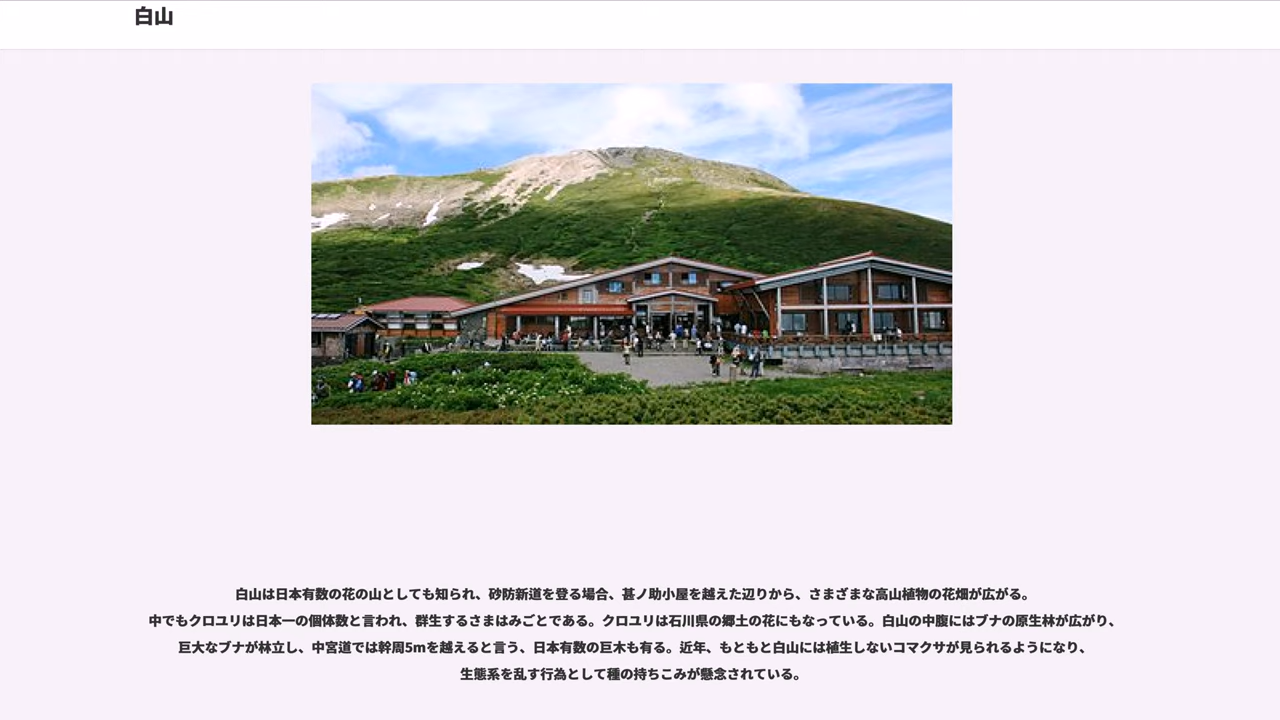 白山
白山は日本有数の花の山としても知られ、砂防新道を登る場合、甚ノ助小屋を越えた辺りから、さまざまな高山植物の花畑が広がる。
中でもクロユリは日本一の個体数と言われ、群生するさまはみごとである。クロユリは石川県の郷土の花にもなっている。白山の中腹にはブナの原生林が広がり、
巨大なブナが林立し、中宮道では幹周5mを越えると言う、日本有数の巨木も有る。近年、もともと白山には植生しないコマクサが見られるようになり、
生態系を乱す行為として種の持ちこみが懸念されている。